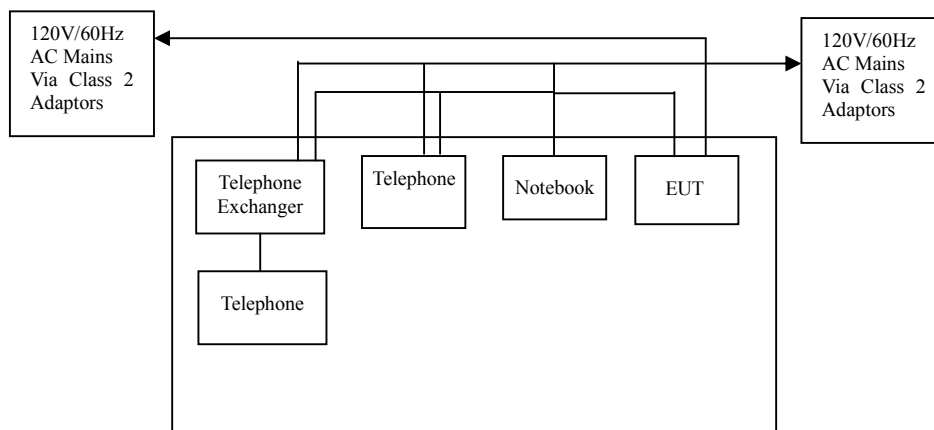 120V/60Hz
AC Mains
Via Class 2
Adaptors
120V/60Hz
AC Mains
Via Class 2
Adaptors
Telephone
Exchanger
Telephone
Notebook
EUT
Telephone